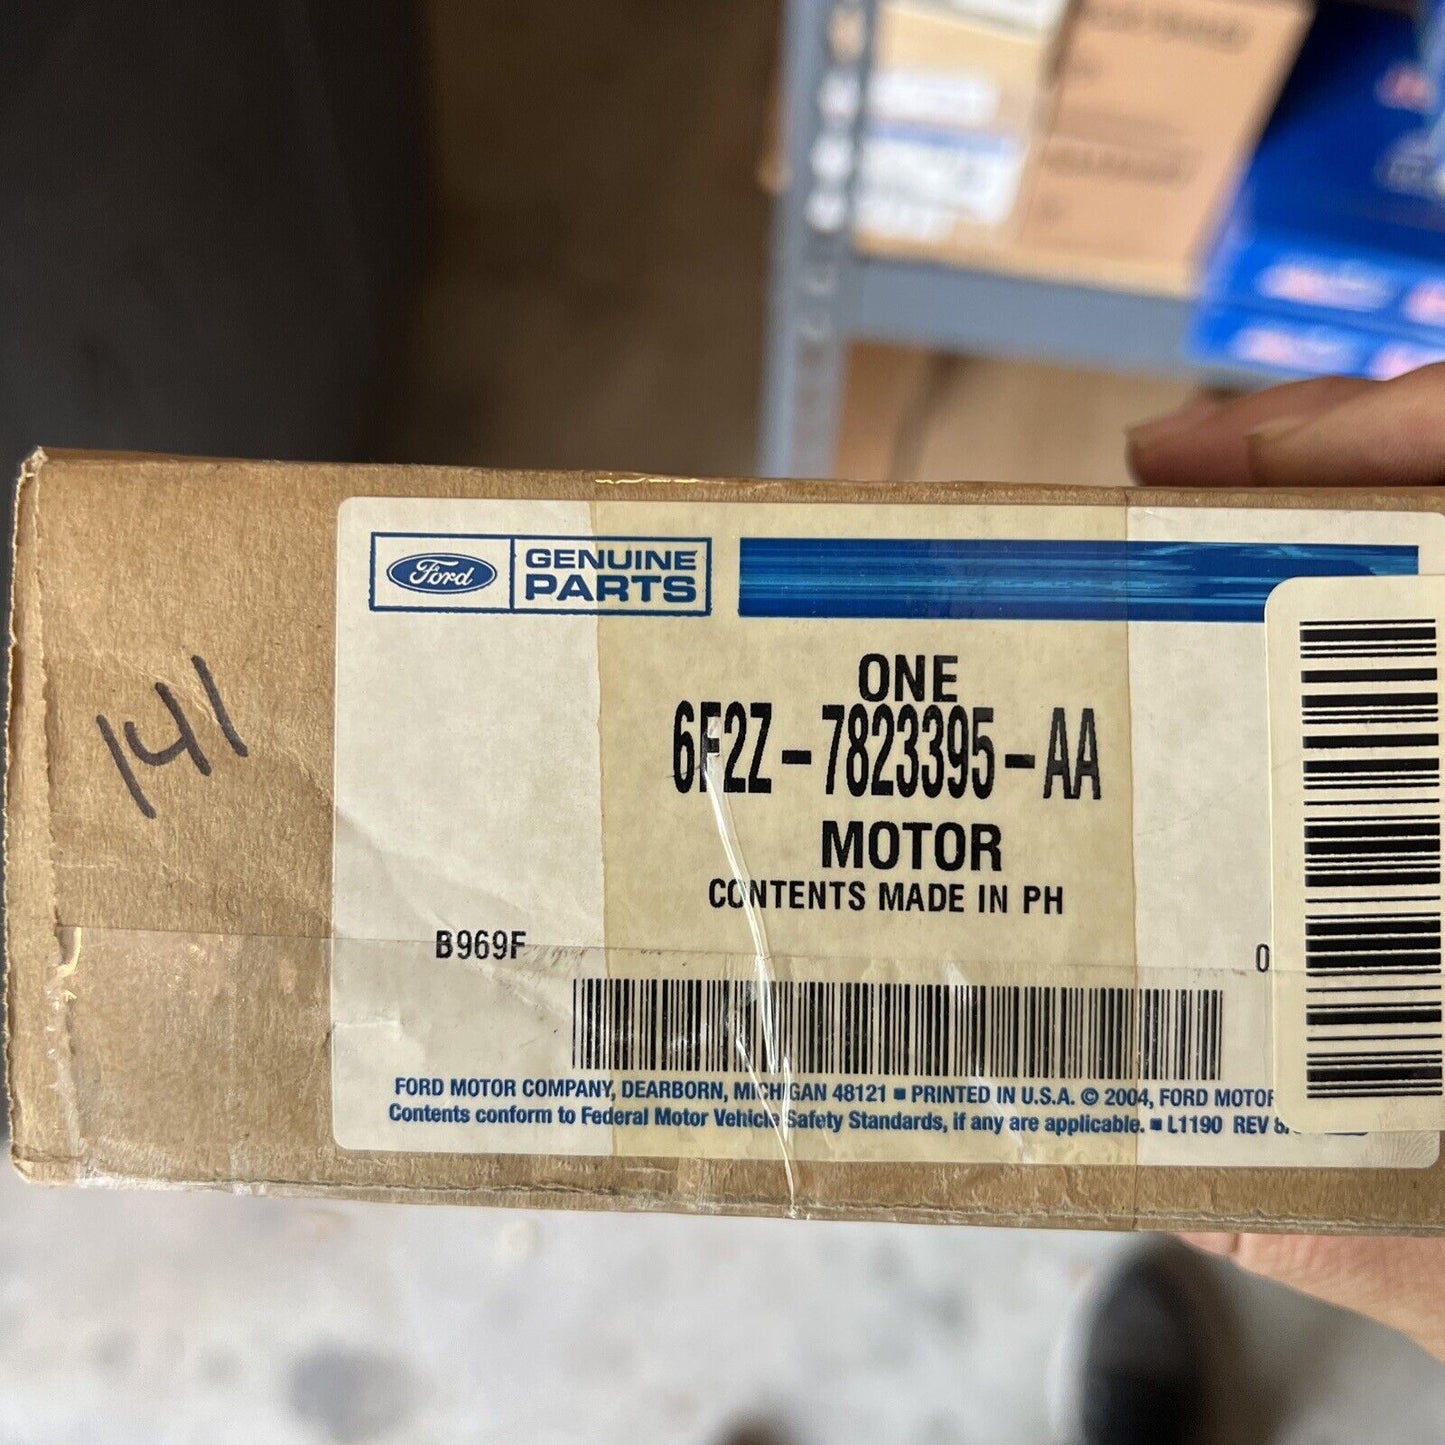 Ford GENUINE
PARTS
141
ONE
6F2Z-7823395-AA
MOTOR
CONTENTS MADE IN PH
B969F 0
FORD MOTOR COMPANY, DEARBORN, MICHIGAN 48121 ■ PRINTED IN U.S.A. © 2004, FORD MOTOR
Contents conform to Federal Motor Vehicle Safety Standards, if any are applicable. ■ L1190 REV